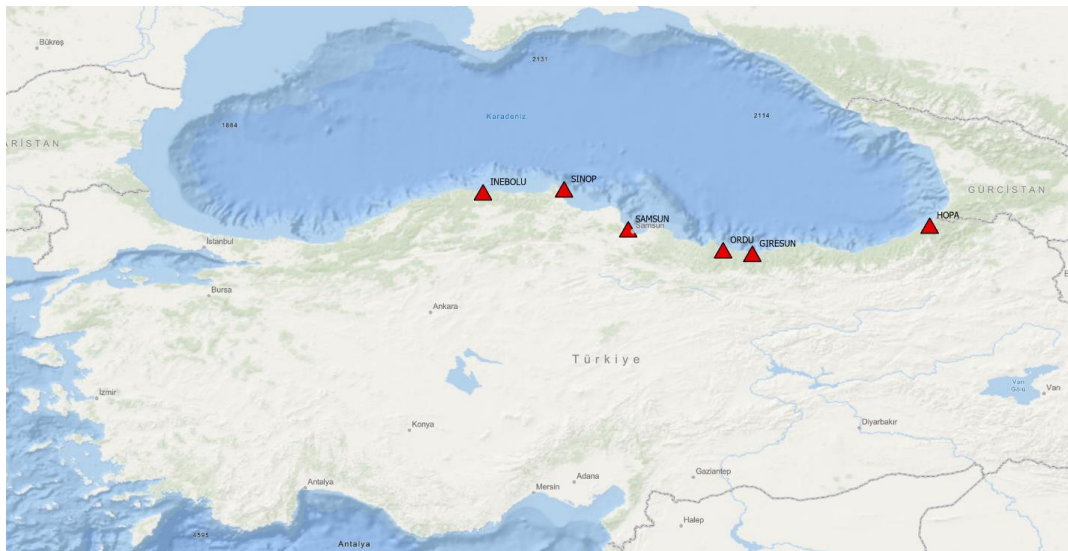 Bükreş
2131
1884
Karadeniz
2114
ARİSTAN
INEBOLU
SINOP
GÜRCİSTAN
SAMSUN
Samsun
HOPA
İstanbul
ORDU
GIRESUN
Bursa
Ankara
Türkiye
Van
Gölü
Van
İzmir
Konya
Diyarbakır
Gaziantep
Adana
Antalya
Mersin
Halep
2595
Antalya